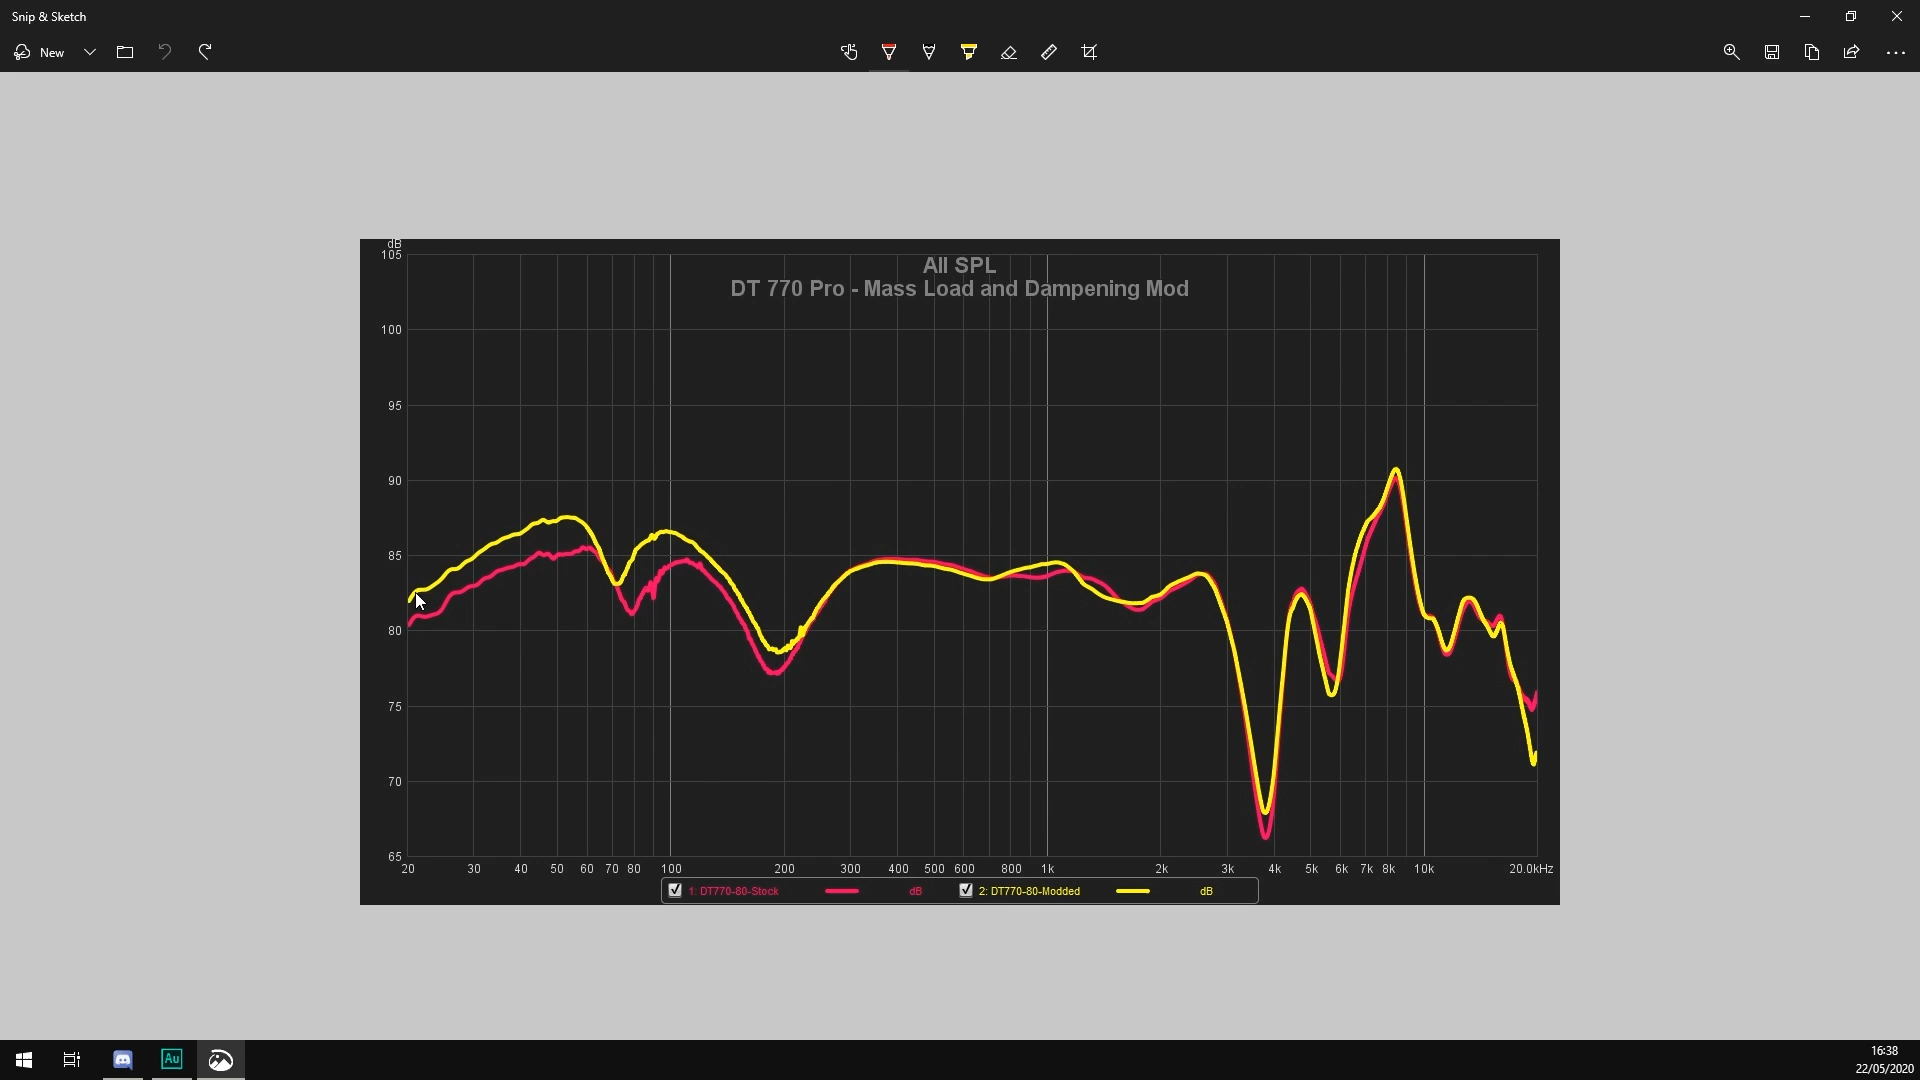 Snip & Sketch
New
dB
105
All SPL
DT 770 Pro - Mass Load and Dampening Mod
100
95
90
85
80
75
70
65
20 30 40 50 60 70 80 100 200 300 400 500 600 800 1k 2k 3k 4k 5k 6k 7k 8k 10k 20.0kHz
1: DT770-80-Stock dB 2: DT770-80-Modded dB
Au
16:38
22/05/2020